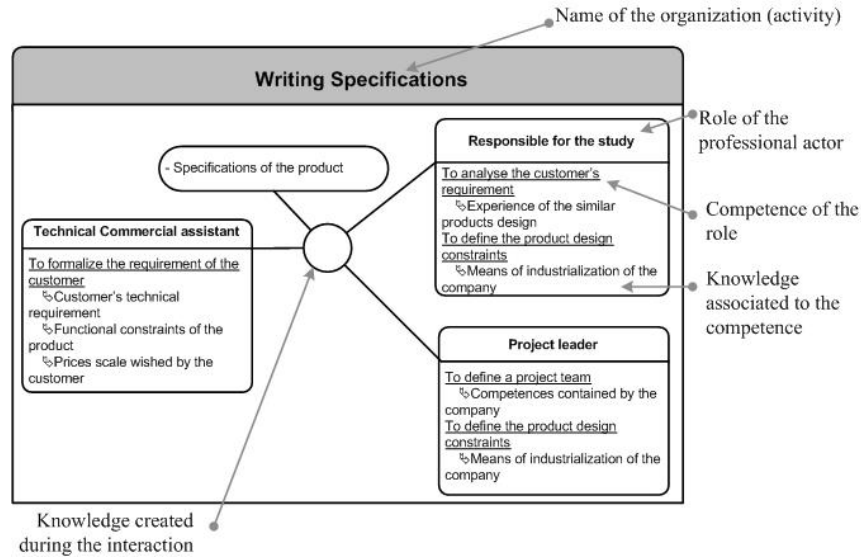 Name of the organization (activity)
Writing Specifications
Role of the
professional actor
Responsible for the study
- Specifications of the product
To analyse the customer's
requirement
Experience of the similar
products design
To define the product design
constraints
Means of industrialization of the
company
Competence of the
role
Knowledge
associated to the
competence
Technical Commercial assistant
To formalize the requirement of the
customer
Customer's technical
requirement
Functional constraints of the
product
Prices scale wished by the
customer
Project leader
To define a project team
Competences contained by the
company
To define the product design
constraints
Means of industrialization of the
company
Knowledge created
during the interaction